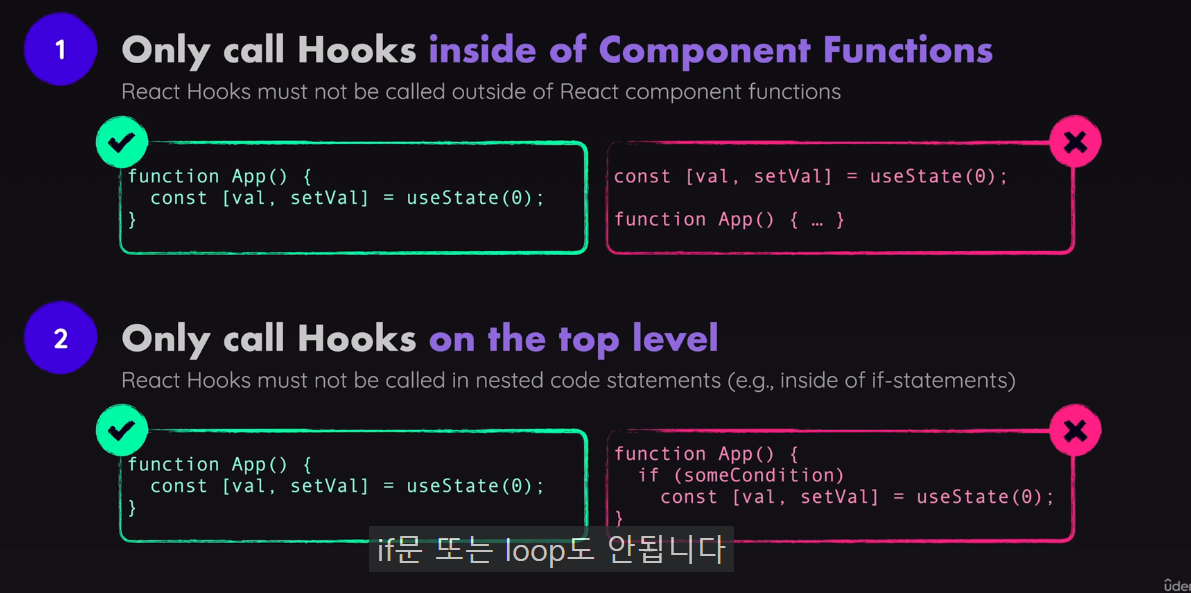 1
Only call Hooks inside of Component Functions
React Hooks must not be called outside of React component functions
function App() {
  const [val, setVal] = useState(0);
}
const [val, setVal] = useState(0);
function App() { … }
2
Only call Hooks on the top level
React Hooks must not be called in nested code statements (e.g., inside of if-statements)
function App() {
  const [val, setVal] = useState(0);
}
function App() {
  if (someCondition)
    const [val, setVal] = useState(0);
}
if문 또는 loop도 안됩니다